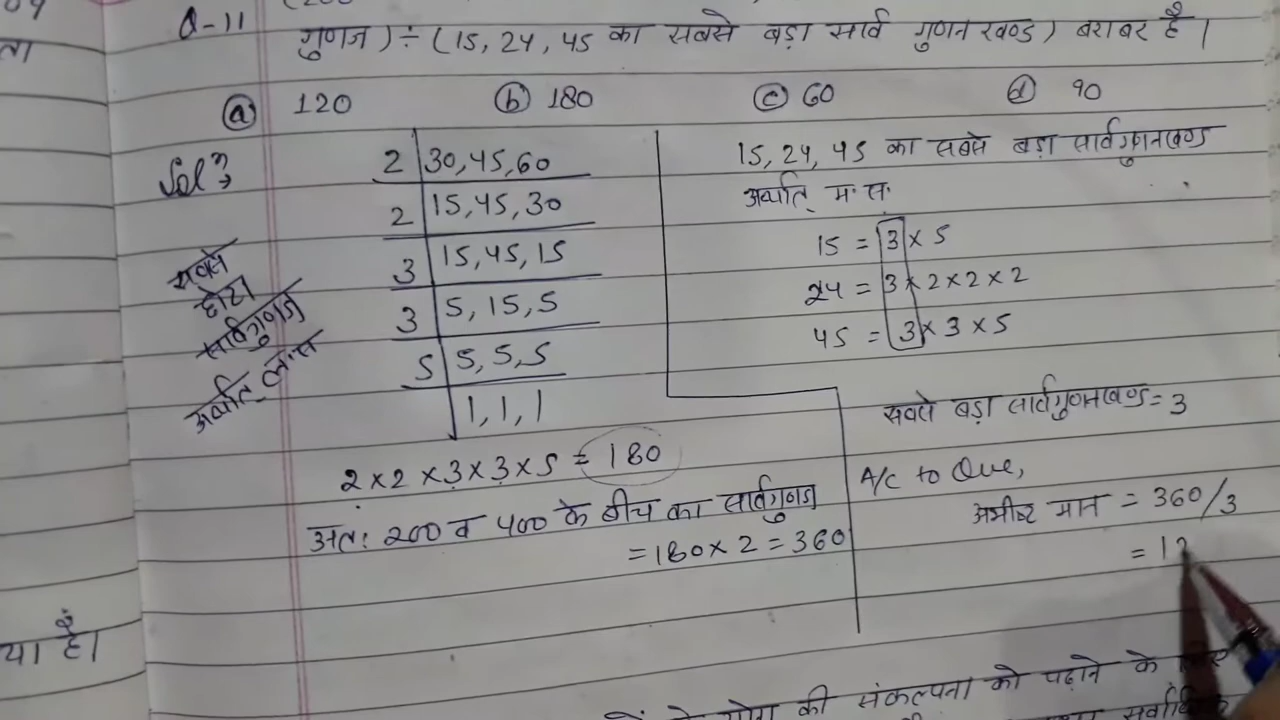 Q-11
गुणज) ÷ (15, 24, 45 का सबसे बड़ा सार्व गुणनखण्ड) बराबर है।
(a) 120 (b) 180 (c) 60 (d) 90
Sol⇒
2 | 30, 45, 60
2 | 15, 45, 30
3 | 15, 45, 15
3 | 5, 15, 5
5 | 5, 5, 5
1, 1, 1
सबसे
छोटा
सार्वगुणज
अर्थात् ल॰स
2 × 2 × 3 × 3 × 5 = 180
अतः 200 व 400 के बीच का सार्वगुणज
= 180 × 2 = 360
15, 24, 45 का सबसे बड़ा सार्वगुणनखण्ड
अर्थात् म॰स॰
15 = 3 × 5
24 = 3 × 2 × 2 × 2
45 = 3 × 3 × 5
सबसे बड़ा सार्वगुणनखण्ड = 3
A/c to Que,
अभीष्ट मान = 360/3
= 12
या है।
की संकल्पना को पढ़ाने के